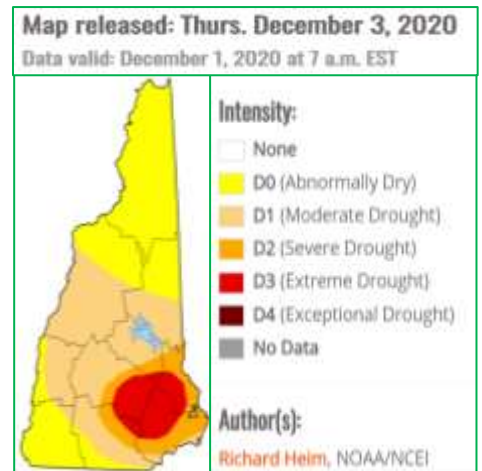 Map released: Thurs. December 3, 2020
Data valid: December 1, 2020 at 7 a.m. EST
Intensity:
None
D0 (Abnormally Dry)
D1 (Moderate Drought)
D2 (Severe Drought)
D3 (Extreme Drought)
D4 (Exceptional Drought)
No Data
Author(s):
Richard Heim, NOAA/NCEI